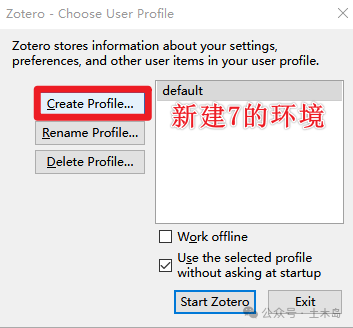 Zotero - Choose User Profile
Zotero stores information about your settings,
preferences, and other user items in your user profile.
Create Profile...
Rename Profile...
Delete Profile...
default
新建7的环境
Work offline
Use the selected profile
without asking at startup
Start Zotero
Exit
公众号·土木岛